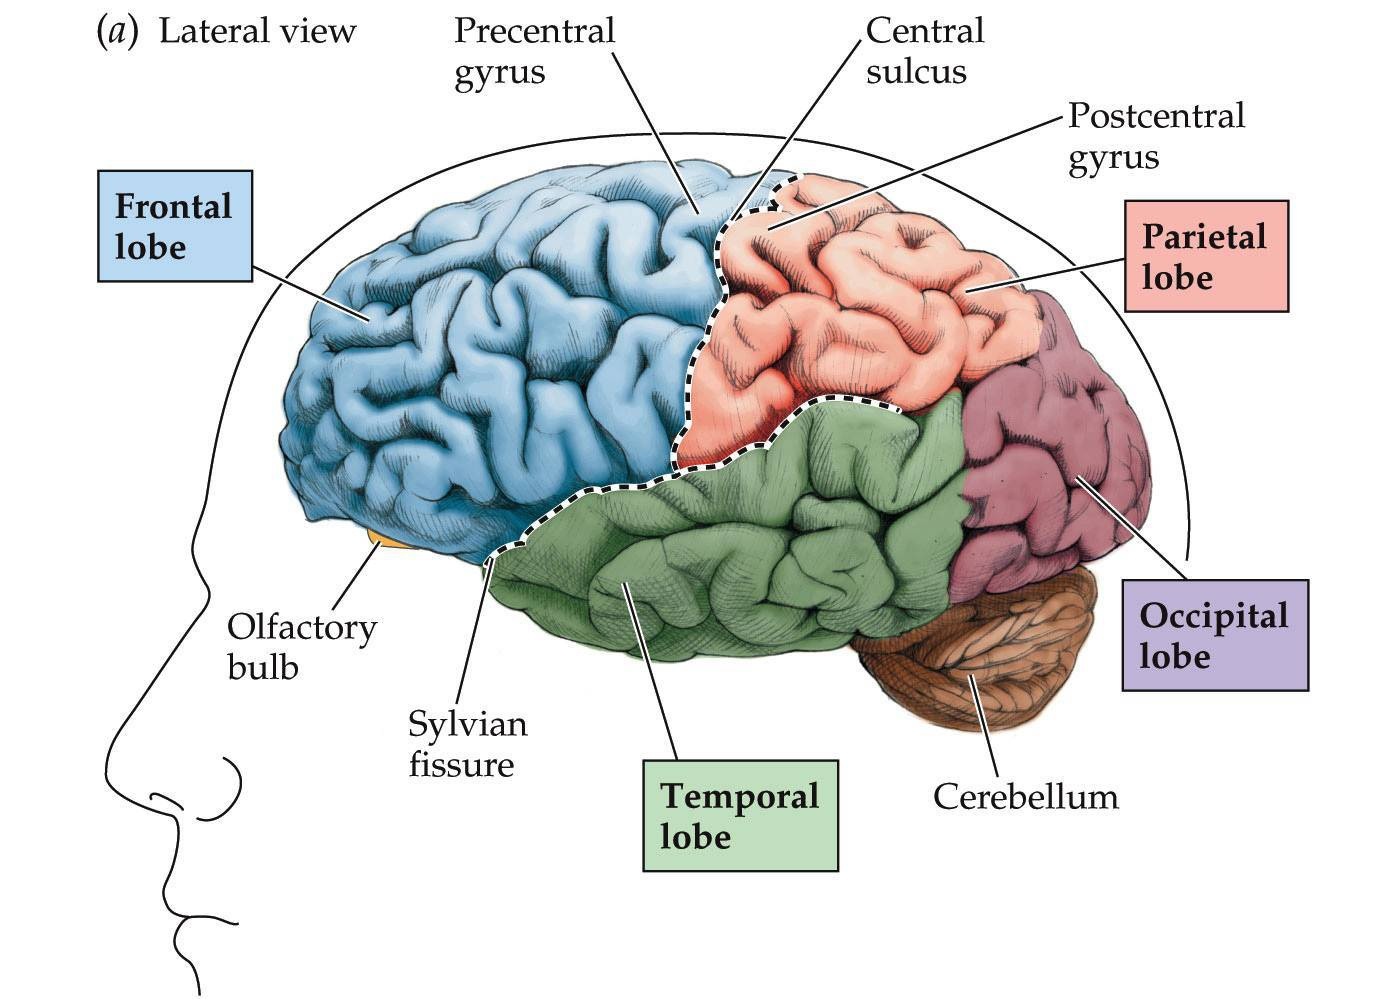 (a) Lateral view
Precentral
gyrus
Central
sulcus
Postcentral
gyrus
Frontal
lobe
Parietal
lobe
Olfactory
bulb
Occipital
lobe
Sylvian
fissure
Temporal
lobe
Cerebellum